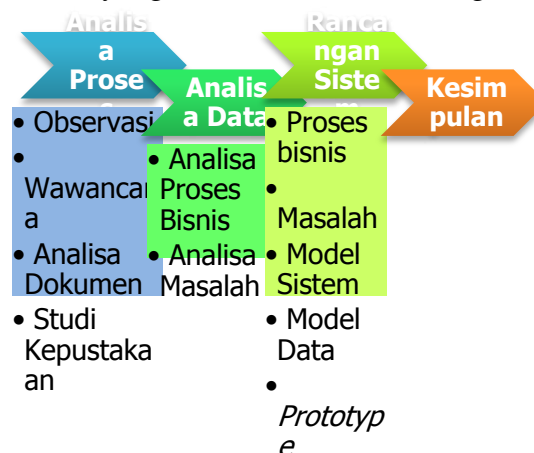 Analis
a
Prose
• Observasi
•
Wawancar
a
• Analisa
Dokumen
• Studi
Kepustaka
an
Analis
a Data
• Analisa
Proses
Bisnis
• Analisa
Masalah
Ranca
ngan
Siste
m
• Proses
bisnis
•
Masalah
• Model
Sistem
• Model
Data
•
Prototyp
e
Kesim
pulan